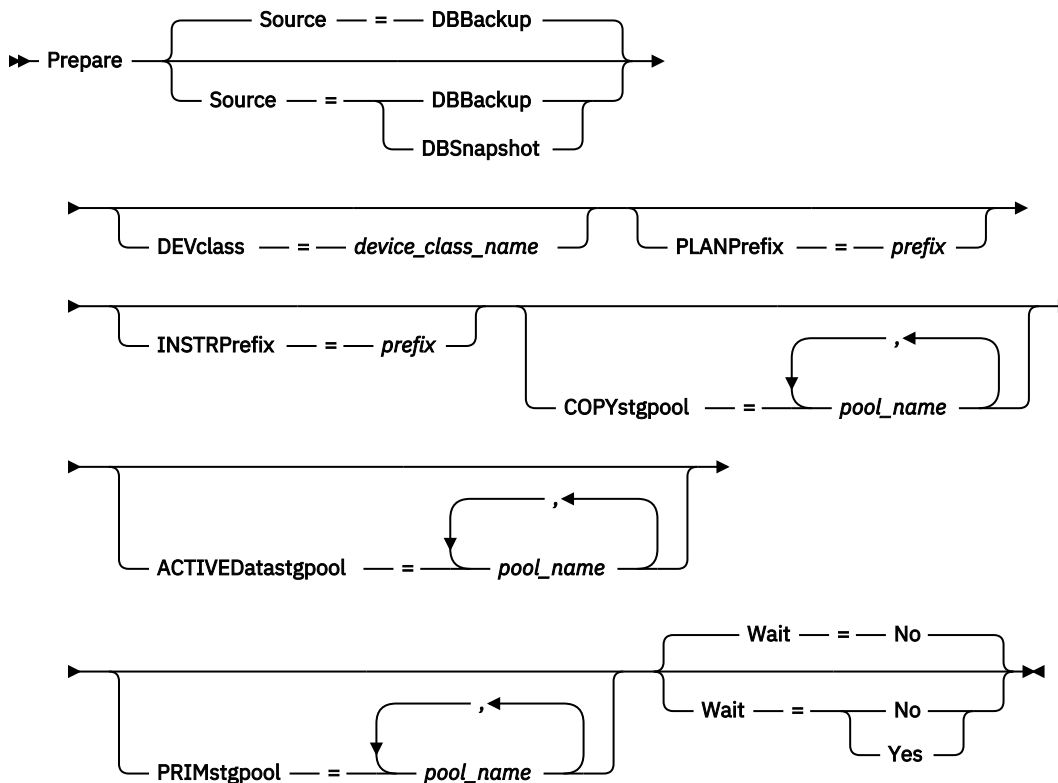 Source = DBBackup
Prepare
Source = DBBackup
DBSnapshot
DEVclass = device_class_name PLANPrefix = prefix
INSTRPrefix = prefix
,
COPYstgpool = pool_name
,
ACTIVEDatastgpool = pool_name
Wait = No
,
Wait = No
Yes
PRIMstgpool = pool_name